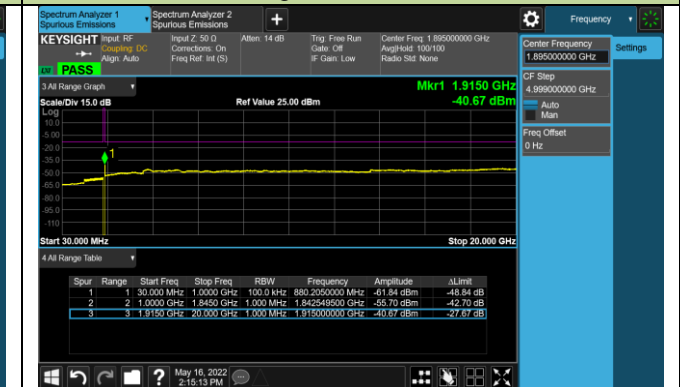 Spectrum Analyzer 1
Spurious Emissions
Spectrum Analyzer 2
Spurious Emissions
+
Frequency
KEYSIGHT
Input: RF
Coupling: DC
Align: Auto
Input Z: 50 Ω
Corrections: On
Freq Ref: Int (S)
Atten: 14 dB
Trig: Free Run
Gate: Off
IF Gain: Low
Center Freq: 1.895000000 GHz
Avg|Hold: 100/100
Radio Std: None
PASS
3 All Range Graph
Mkr1 1.9150 GHz
Scale/Div 15.0 dB
Ref Value 25.00 dBm
-40.67 dBm
Log
10.0
-5.00
-20.0
-35.0
-50.0
-65.0
-80.0
-95.0
-110
1
Start 30.000 MHz
Stop 20.000 GHz
4 All Range Table
Spur Range Start Freq Stop Freq RBW Frequency Amplitude ΔLimit
1 1 30.000 MHz 1.0000 GHz 100.0 kHz 880.2050000 MHz -61.84 dBm -48.84 dB
2 2 1.0000 GHz 1.8450 GHz 1.000 MHz 1.842549500 GHz -55.70 dBm -42.70 dB
3 3 1.9150 GHz 20.000 GHz 1.000 MHz 1.915000000 GHz -40.67 dBm -27.67 dB
Center Frequency
1.895000000 GHz
Settings
CF Step
4.999000000 GHz
Auto
Man
Freq Offset
0 Hz
?
May 16, 2022
2:15:13 PM